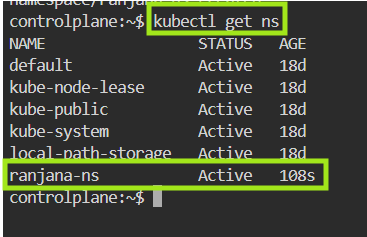 controlplane:~$ kubectl get ns
NAME STATUS AGE
default Active 18d
kube-node-lease Active 18d
kube-public Active 18d
kube-system Active 18d
local-path-storage Active 18d
ranjana-ns Active 108s
controlplane:~$